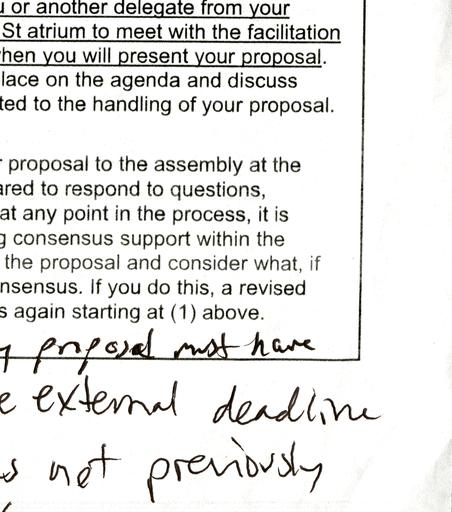 or another delegate from your
St atrium to meet with the facilitation
when you will present your proposal.
place on the agenda and discuss
ted to the handling of your proposal.
proposal to the assembly at the
ared to respond to questions,
at any point in the process, it is
g consensus support within the
the proposal and consider what, if
nsensus. If you do this, a revised
s again starting at (1) above.
y proposal must have
e external deadline
s not previously